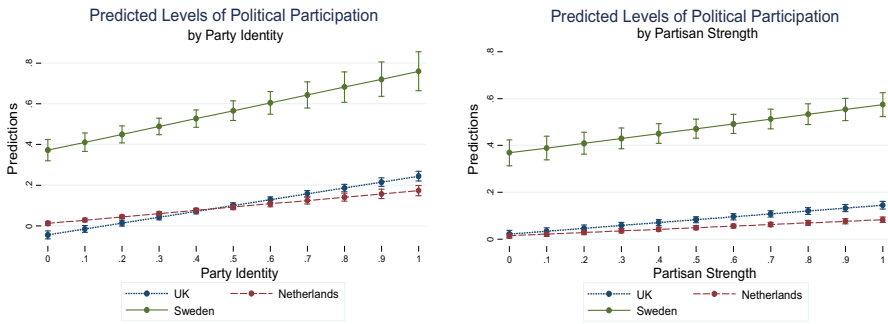 Predicted Levels of Political Participation
by Party Identity
Predictions
.8
.6
.4
.2
0
0 .1 .2 .3 .4 .5 .6 .7 .8 .9 1
Party Identity
UK Netherlands
Sweden
Predicted Levels of Political Participation
by Partisan Strength
Predictions
.8
.6
.4
.2
0
0 .1 .2 .3 .4 .5 .6 .7 .8 .9 1
Partisan Strength
UK Netherlands
Sweden